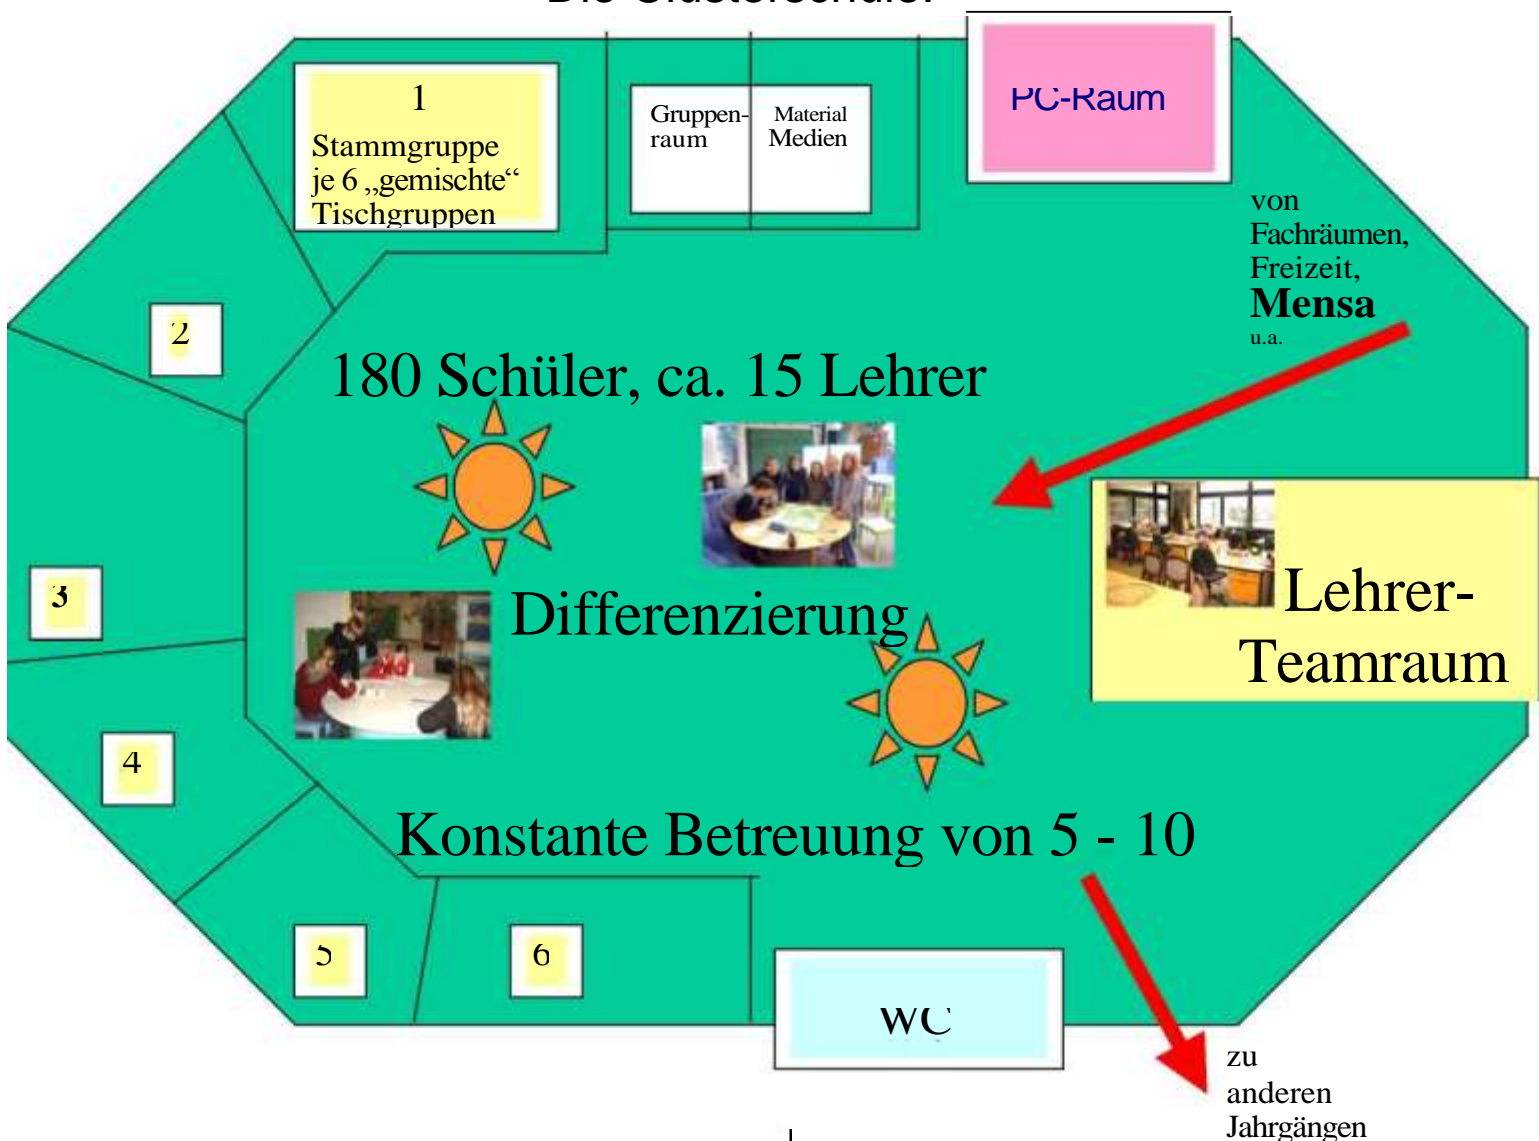 Die Clusterschule:
1
Stammgruppe
je 6 „gemischte“
Tischgruppen
Gruppen-
raum
Material
Medien
PC-Raum
von
Fachräumen,
Freizeit,
Mensa
u.a.
2
180 Schüler, ca. 15 Lehrer
3
Differenzierung
Lehrer-
Teamraum
4
Konstante Betreuung von 5 - 10
5
6
WC
zu
anderen
Jahrgängen